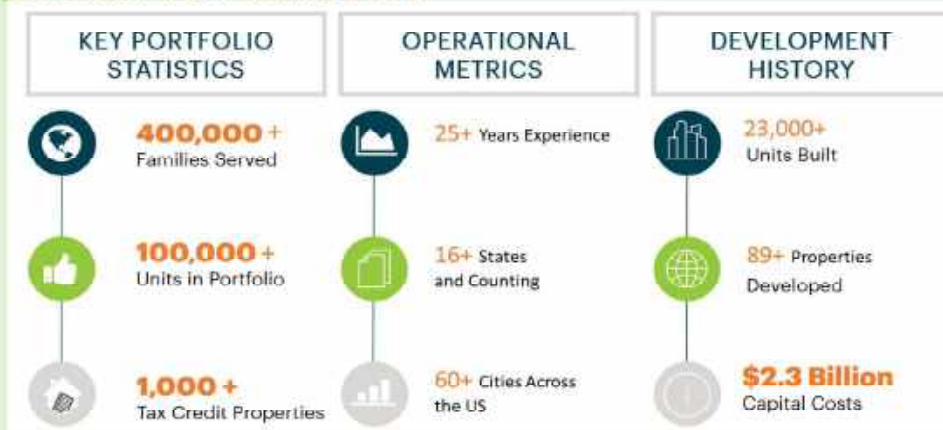 KEY PORTFOLIO
STATISTICS
400,000 +
Families Served
100,000 +
Units in Portfolio
1,000 +
Tax Credit Properties
OPERATIONAL
METRICS
25+ Years Experience
16+ States
and Counting
60+ Cities Across
the US
DEVELOPMENT
HISTORY
23,000+
Units Built
89+ Properties
Developed
$2.3 Billion
Capital Costs